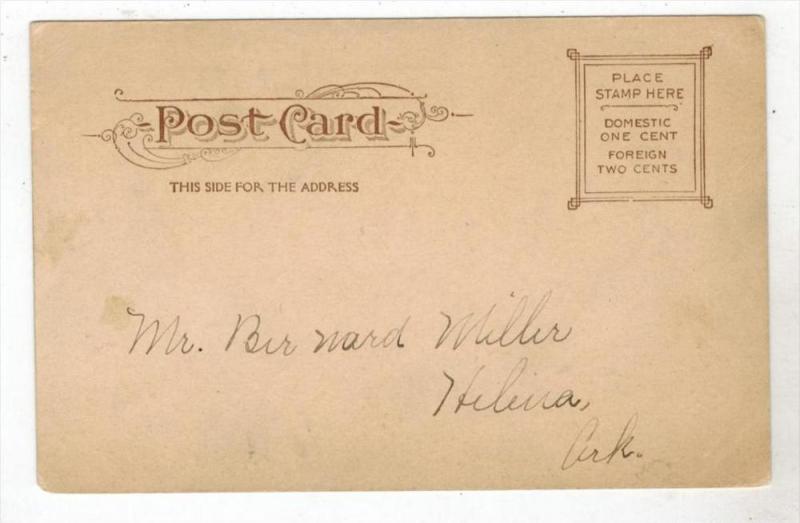 Post Card
THIS SIDE FOR THE ADDRESS
PLACE
STAMP HERE
DOMESTIC
ONE CENT
FOREIGN
TWO CENTS
Mr. Bernard Miller
Helena,
Ark.